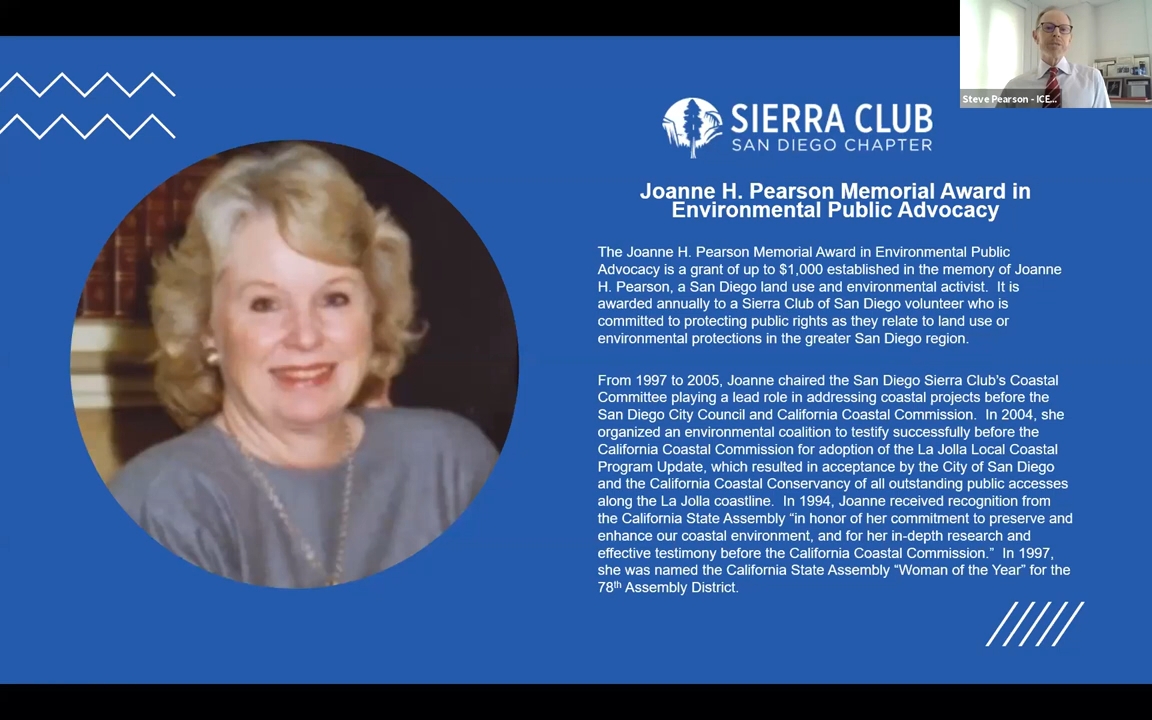 Steve Pearson - ICE...
SIERRA CLUB
SAN DIEGO CHAPTER
Joanne H. Pearson Memorial Award in
Environmental Public Advocacy
The Joanne H. Pearson Memorial Award in Environmental Public
Advocacy is a grant of up to $1,000 established in the memory of Joanne
H. Pearson, a San Diego land use and environmental activist.  It is
awarded annually to a Sierra Club of San Diego volunteer who is
committed to protecting public rights as they relate to land use or
environmental protections in the greater San Diego region.
From 1997 to 2005, Joanne chaired the San Diego Sierra Club’s Coastal
Committee playing a lead role in addressing coastal projects before the
San Diego City Council and California Coastal Commission.  In 2004, she
organized an environmental coalition to testify successfully before the
California Coastal Commission for adoption of the La Jolla Local Coastal
Program Update, which resulted in acceptance by the City of San Diego
and the California Coastal Conservancy of all outstanding public accesses
along the La Jolla coastline.  In 1994, Joanne received recognition from
the California State Assembly “in honor of her commitment to preserve and
enhance our coastal environment, and for her in-depth research and
effective testimony before the California Coastal Commission.”  In 1997,
she was named the California State Assembly “Woman of the Year” for the
78th Assembly District.